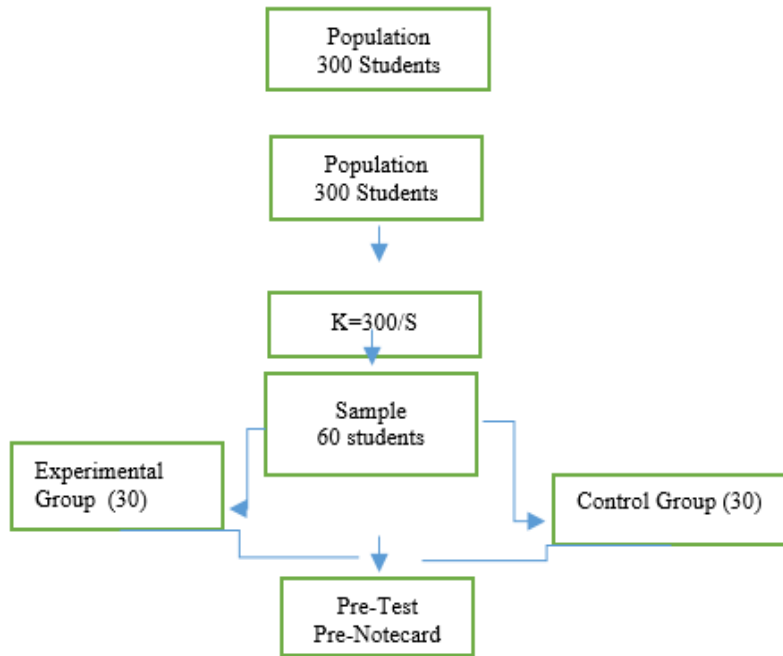 Population
300 Students
Population
300 Students
K=300/S
Sample
60 students
Experimental
Group (30)
Control Group (30)
Pre-Test
Pre-Notecard